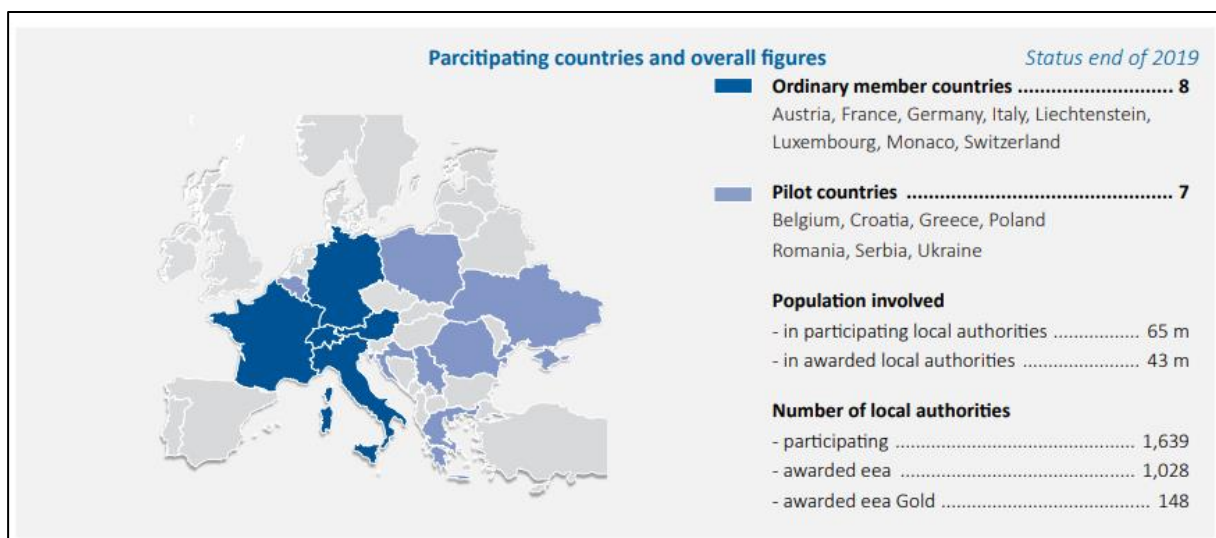 Parcitipating countries and overall figures
Status end of 2019
Ordinary member countries ............................ 8
Austria, France, Germany, Italy, Liechtenstein,
Luxembourg, Monaco, Switzerland
Pilot countries ............................................... 7
Belgium, Croatia, Greece, Poland
Romania, Serbia, Ukraine
Population involved
- in participating local authorities ............... 65 m
- in awarded local authorities .................... 43 m
Number of local authorities
- participating .......................................... 1,639
- awarded eea .......................................... 1,028
- awarded eea Gold ..................................... 148